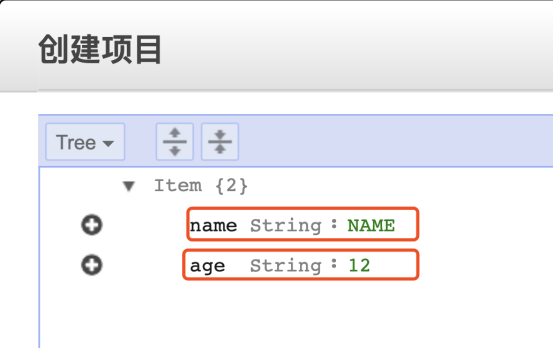 创建项目
Tree
Item {2}
name String : NAME
age String : 12